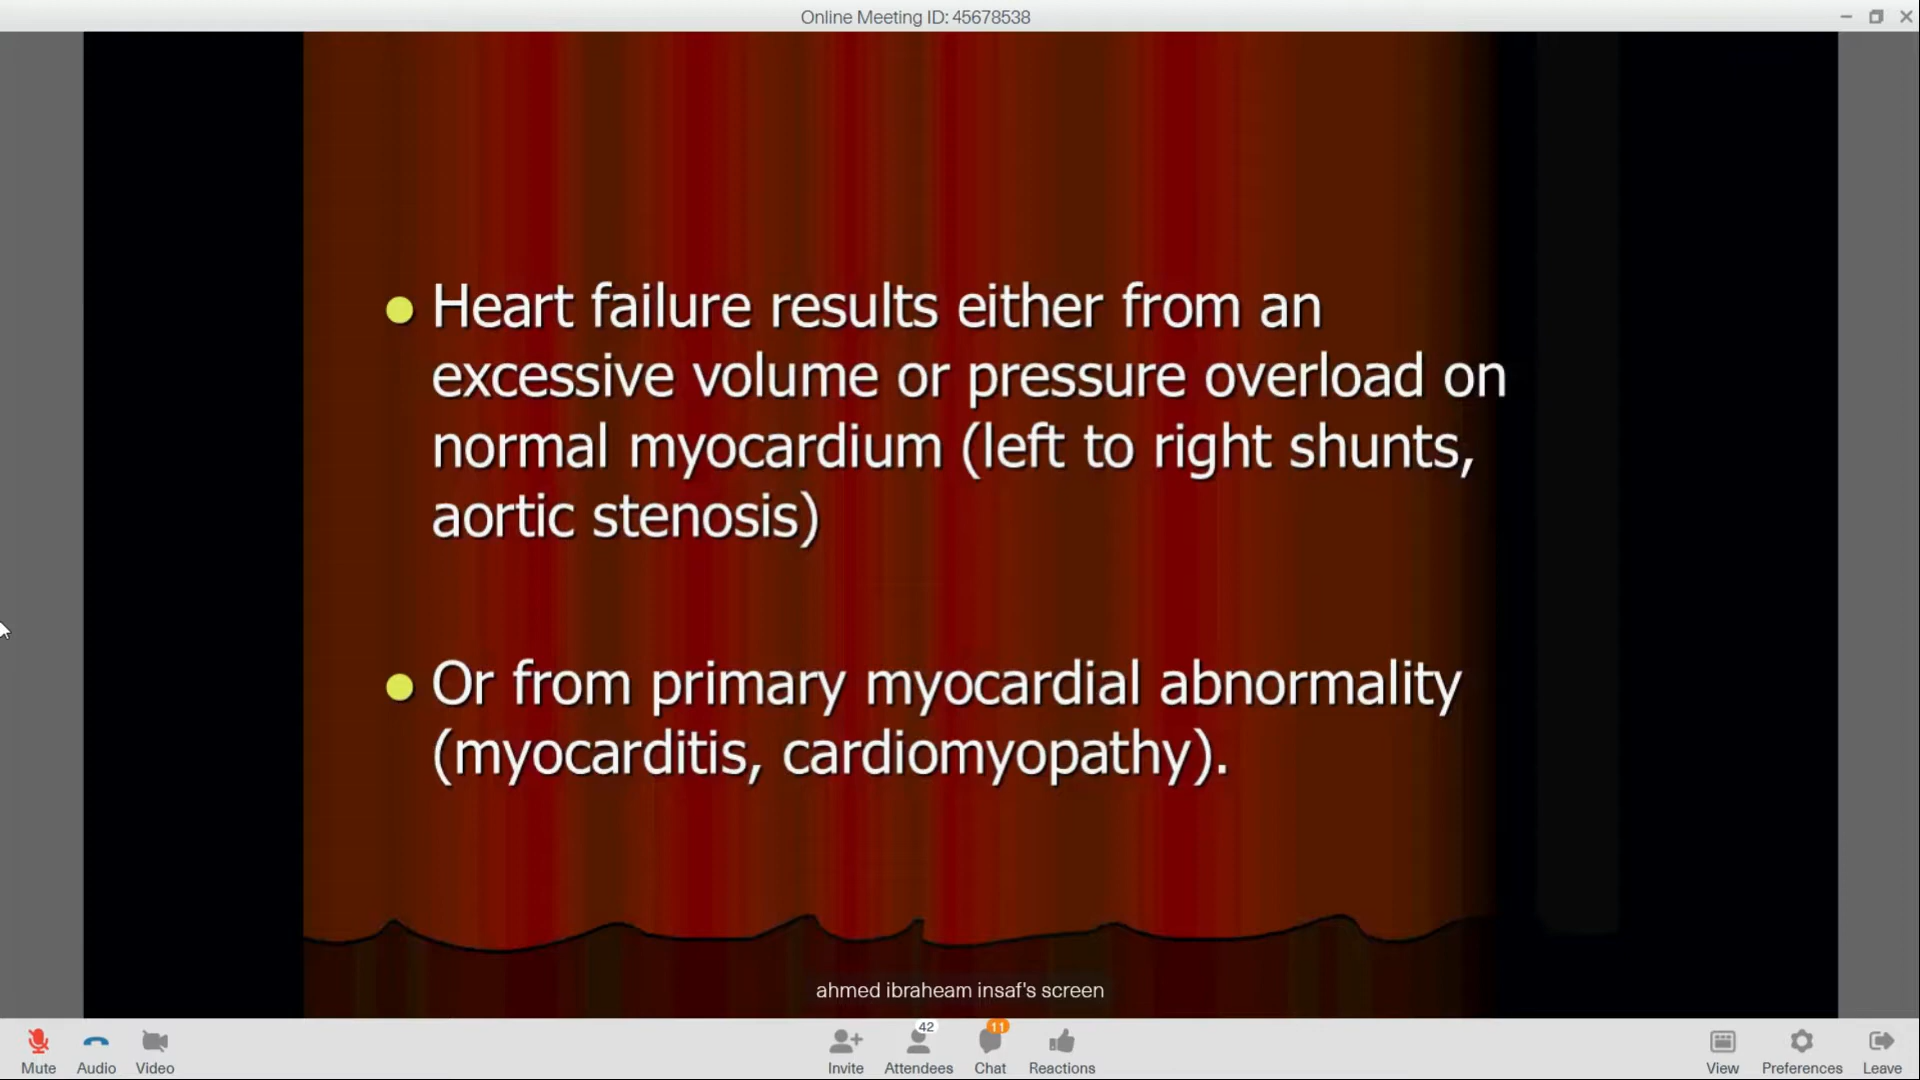 Online Meeting ID: 45678538
● Heart failure results either from an
excessive volume or pressure overload on
normal myocardium (left to right shunts,
aortic stenosis)
● Or from primary myocardial abnormality
(myocarditis, cardiomyopathy).
ahmed ibraheam insaf's screen
42 11
Mute Audio Video Invite Attendees Chat Reactions View Preferences Leave